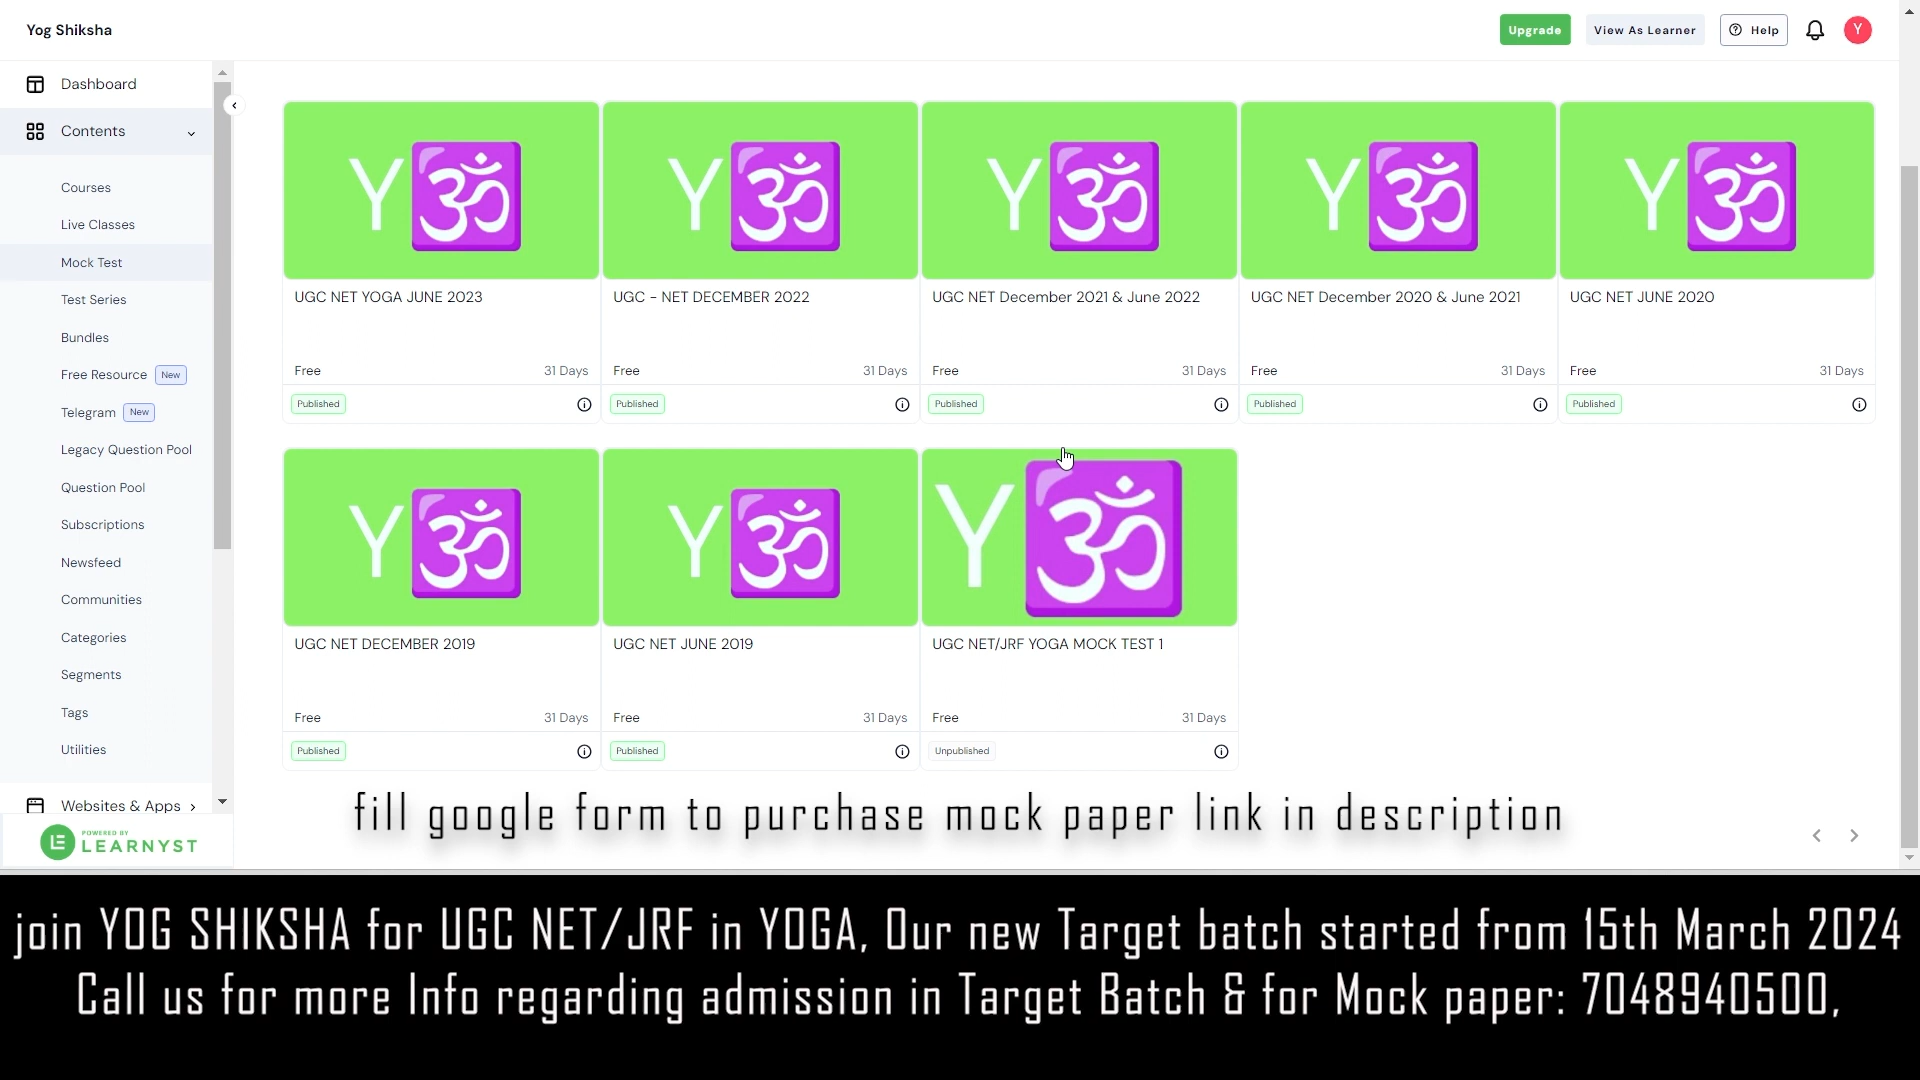 Yog Shiksha
Upgrade
View As Learner
Help
Y
Dashboard
Contents
Courses
Live Classes
Mock Test
Test Series
Bundles
Free Resource New
Telegram New
Legacy Question Pool
Question Pool
Subscriptions
Newsfeed
Communities
Categories
Segments
Tags
Utilities
Websites & Apps
POWERED BY
LEARNYST
Y🕉
UGC NET YOGA JUNE 2023
Free 31 Days
Published
Y🕉
UGC - NET DECEMBER 2022
Free 31 Days
Published
Y🕉
UGC NET December 2021 & June 2022
Free 31 Days
Published
Y🕉
UGC NET December 2020 & June 2021
Free 31 Days
Published
Y🕉
UGC NET JUNE 2020
Free 31 Days
Published
Y🕉
UGC NET DECEMBER 2019
Free 31 Days
Published
Y🕉
UGC NET JUNE 2019
Free 31 Days
Published
Y🕉
UGC NET/JRF YOGA MOCK TEST 1
Free 31 Days
Unpublished
fill google form to purchase mock paper link in description
join YOG SHIKSHA for UGC NET/JRF in YOGA, Our new Target batch started from 15th March 2024
Call us for more Info regarding admission in Target Batch & for Mock paper: 7048940500,